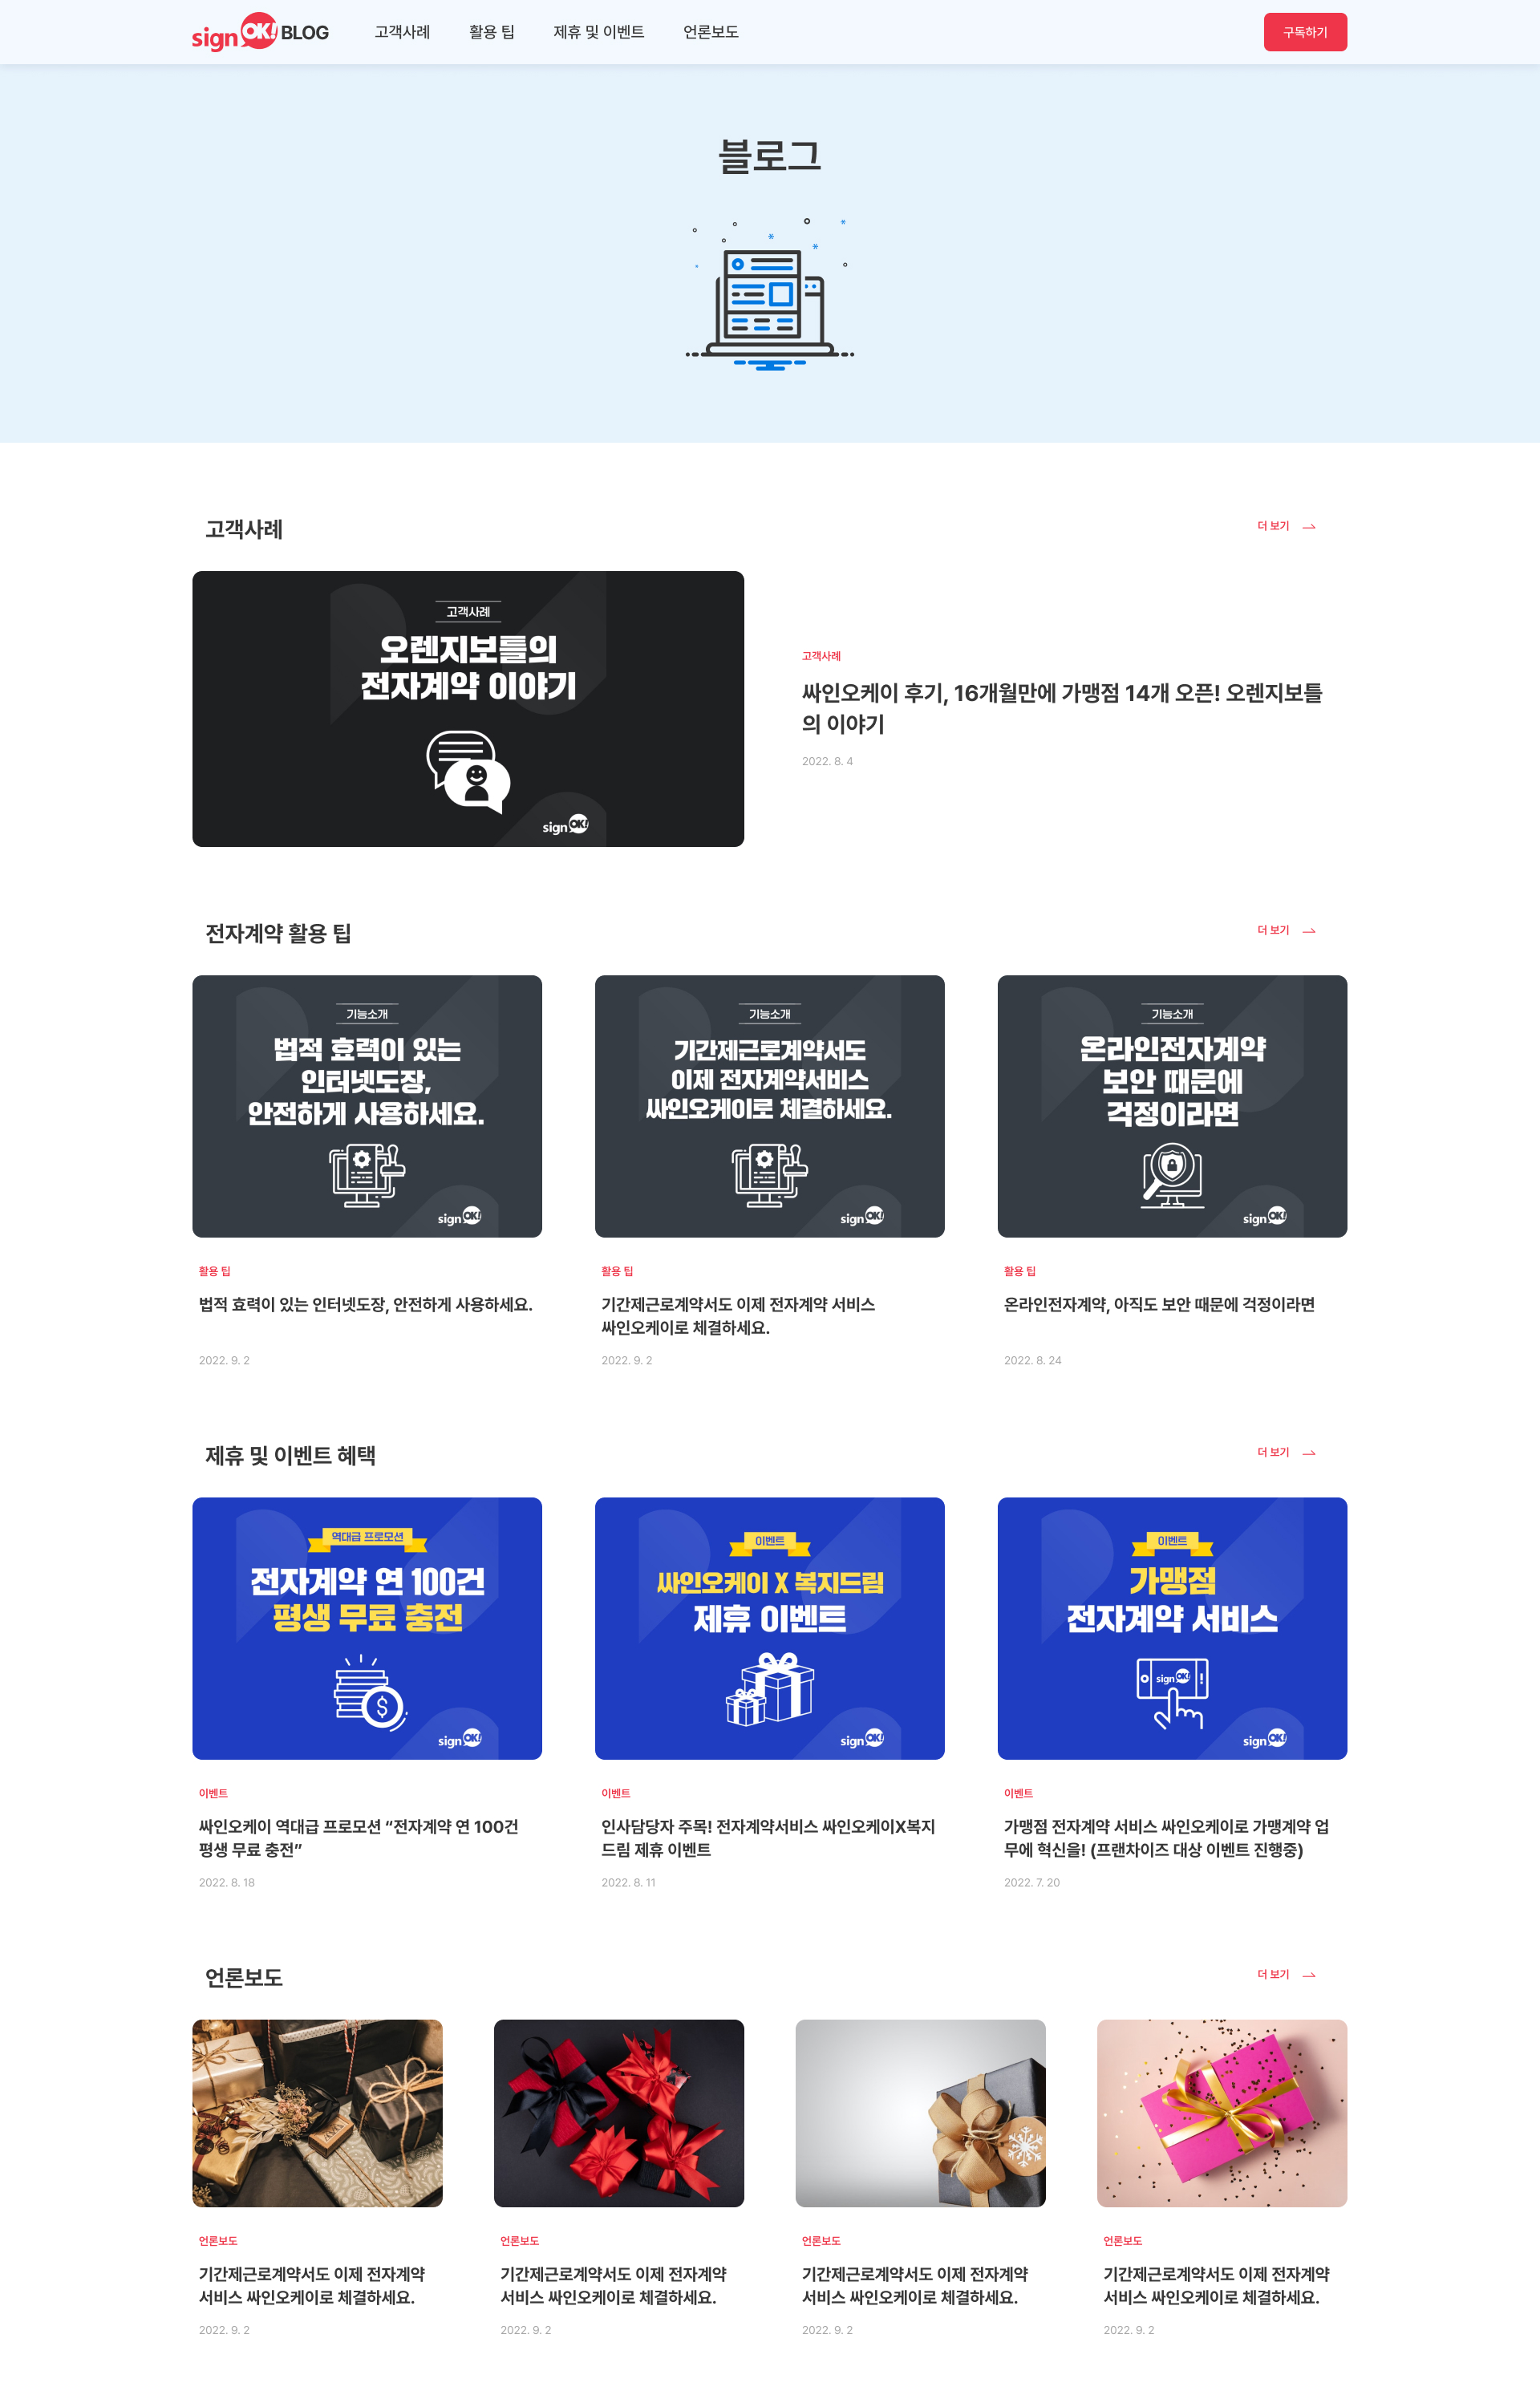 sign OK! BLOG
고객사례
활용 팁
제휴 및 이벤트
언론보도
구독하기
블로그
고객사례
더 보기
고객사례
오렌지보틀의
전자계약 이야기
sign OK!
고객사례
싸인오케이 후기, 16개월만에 가맹점 14개 오픈! 오렌지보틀
의 이야기
2022. 8. 4
전자계약 활용 팁
더 보기
기능소개
법적 효력이 있는
인터넷도장,
안전하게 사용하세요.
sign OK!
활용 팁
법적 효력이 있는 인터넷도장, 안전하게 사용하세요.
2022. 9. 2
기능소개
기간제근로계약서도
이제 전자계약서비스
싸인오케이로 체결하세요.
sign OK!
활용 팁
기간제근로계약서도 이제 전자계약 서비스
싸인오케이로 체결하세요.
2022. 9. 2
기능소개
온라인전자계약
보안 때문에
걱정이라면
sign OK!
활용 팁
온라인전자계약, 아직도 보안 때문에 걱정이라면
2022. 8. 24
제휴 및 이벤트 혜택
더 보기
역대급 프로모션
전자계약 연 100건
평생 무료 충전
sign OK!
이벤트
싸인오케이 역대급 프로모션 “전자계약 연 100건
평생 무료 충전”
2022. 8. 18
이벤트
싸인오케이 X 복지드림
제휴 이벤트
sign OK!
이벤트
인사담당자 주목! 전자계약서비스 싸인오케이X복지
드림 제휴 이벤트
2022. 8. 11
이벤트
가맹점
전자계약 서비스
sign OK!
sign OK!
이벤트
가맹점 전자계약 서비스 싸인오케이로 가맹계약 업
무에 혁신을! (프랜차이즈 대상 이벤트 진행중)
2022. 7. 20
언론보도
더 보기
언론보도
기간제근로계약서도 이제 전자계약
서비스 싸인오케이로 체결하세요.
2022. 9. 2
언론보도
기간제근로계약서도 이제 전자계약
서비스 싸인오케이로 체결하세요.
2022. 9. 2
언론보도
기간제근로계약서도 이제 전자계약
서비스 싸인오케이로 체결하세요.
2022. 9. 2
언론보도
기간제근로계약서도 이제 전자계약
서비스 싸인오케이로 체결하세요.
2022. 9. 2